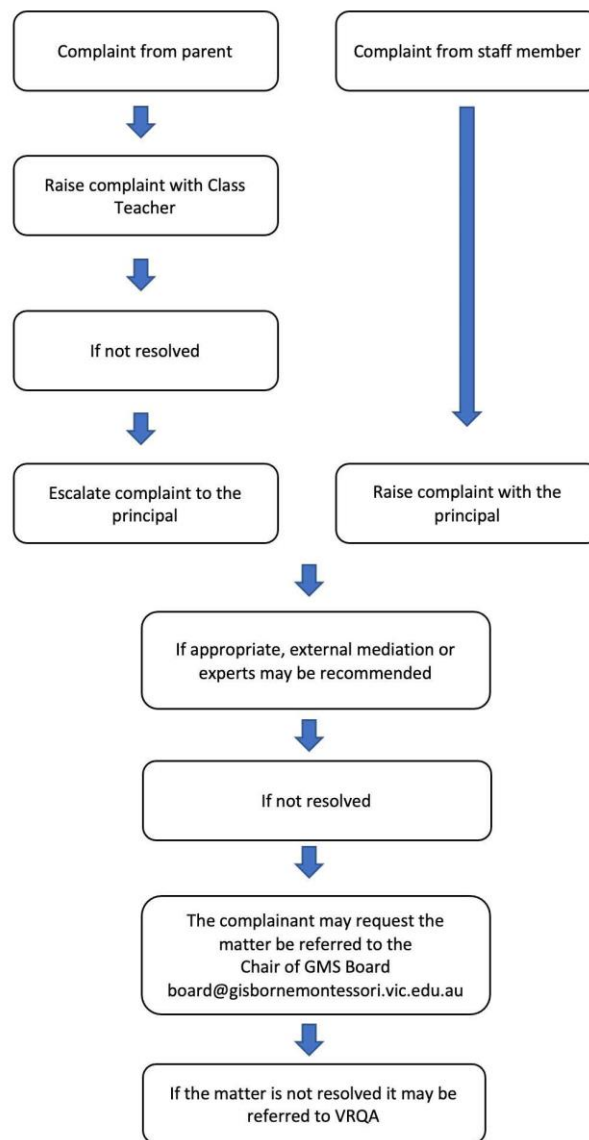 Complaint from parent
Complaint from staff member
Raise complaint with Class
Teacher
If not resolved
Escalate complaint to the
principal
Raise complaint with the
principal
If appropriate, external mediation or
experts may be recommended
If not resolved
The complainant may request the
matter be referred to the
Chair of GMS Board
board@gisbornemontessori.vic.edu.au
If the matter is not resolved it may be
referred to VRQA